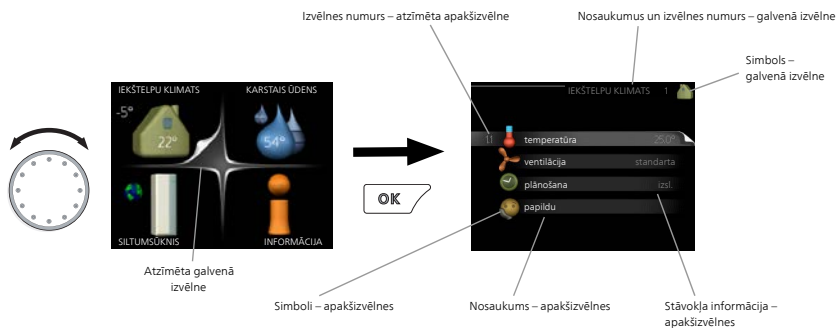 Izvēlnes numurs – atzīmēta apakšizvēlne
Nosaukumus un izvēlnes numurs – galvenā izvēlne
Simbols –
galvenā izvēlne
IEKŠTELPU KLIMATS
KARSTAIS ŪDENS
-5°
22°
54°
SILTUMSŪKNIS
INFORMĀCIJA
OK
IEKŠTELPU KLIMATS 1
1.1 temperatūra 25.0°
ventilācija standarta
plānošana izsl.
papildu
Atzīmēta galvenā
izvēlne
Simboli – apakšizvēlnes
Nosaukums – apakšizvēlnes
Stāvokļa informācija –
apakšizvēlnes